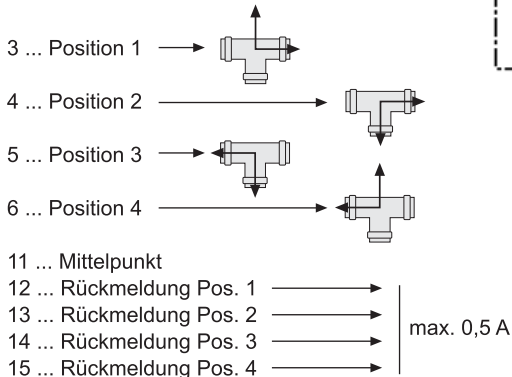 3 ... Position 1
4 ... Position 2
5 ... Position 3
6 ... Position 4
11 ... Mittelpunkt
12 ... Rückmeldung Pos. 1
13 ... Rückmeldung Pos. 2
14 ... Rückmeldung Pos. 3
15 ... Rückmeldung Pos. 4
max. 0,5 A